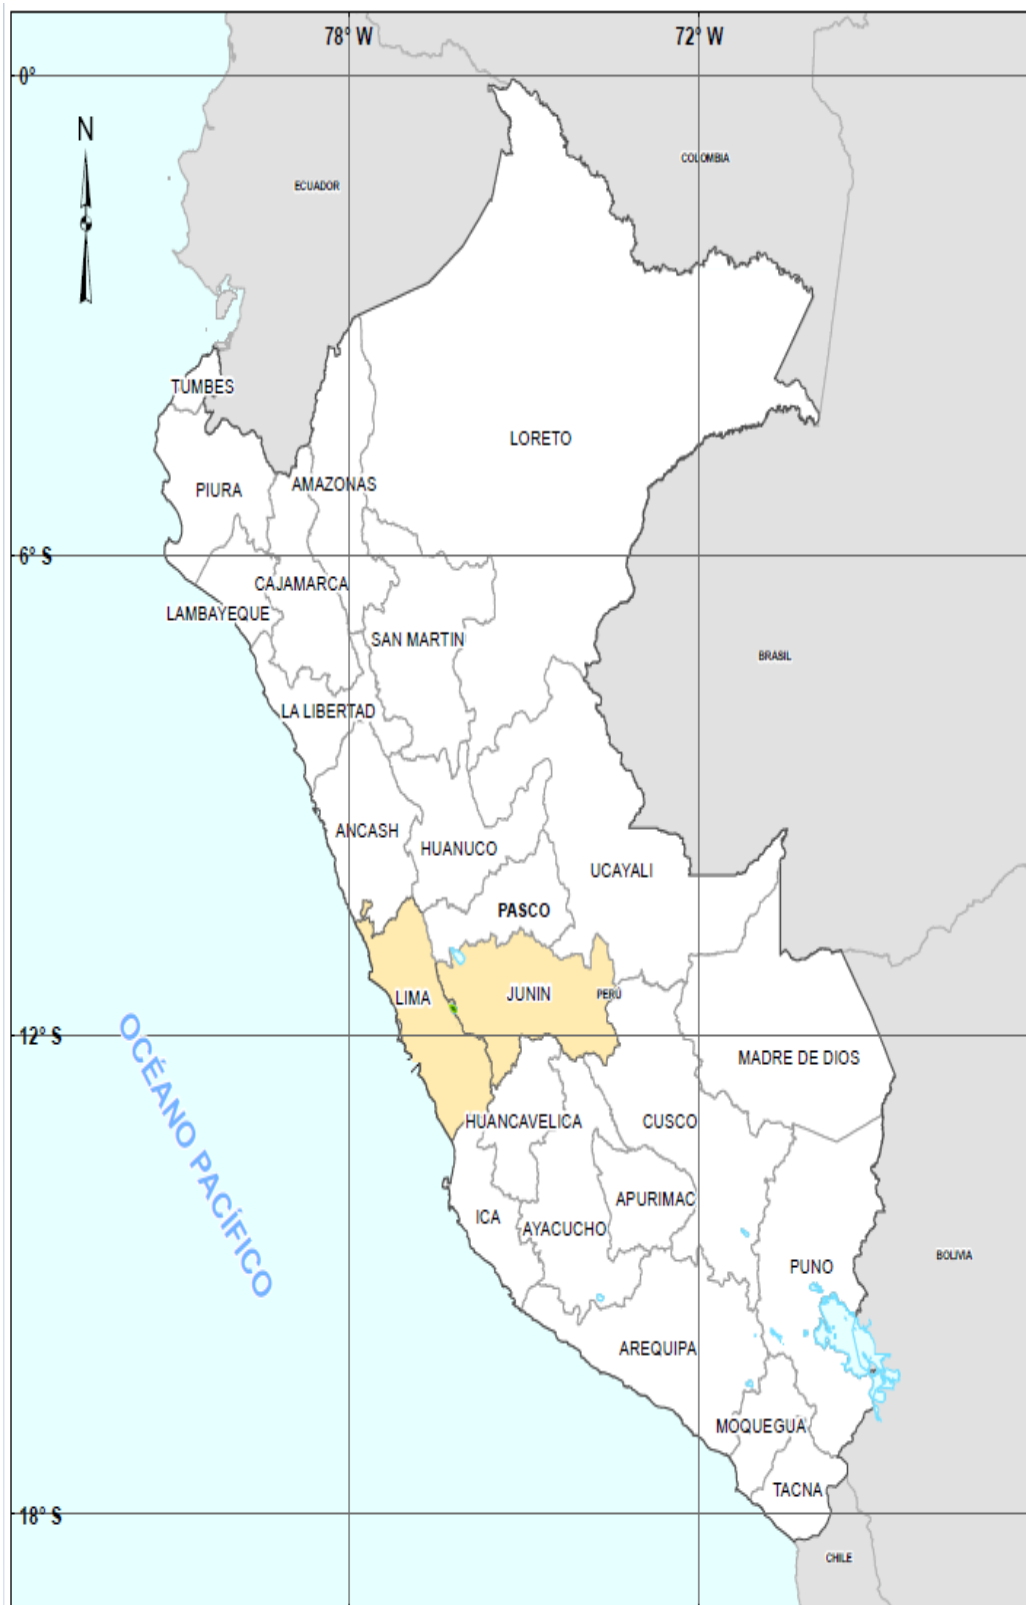 78° W
72° W
0°
N
COLOMBIA
ECUADOR
TUMBES
LORETO
AMAZONAS
PIURA
6° S
CAJAMARCA
LAMBAYEQUE
SAN MARTIN
BRASIL
LA LIBERTAD
ANCASH
HUANUCO
UCAYALI
PASCO
LIMA
JUNIN
PERÚ
12° S
OCÉANO PACÍFICO
MADRE DE DIOS
HUANCAVELICA
CUSCO
APURIMAC
ICA
AYACUCHO
BOLIVIA
PUNO
AREQUIPA
MOQUEGUA
TACNA
18° S
CHILE